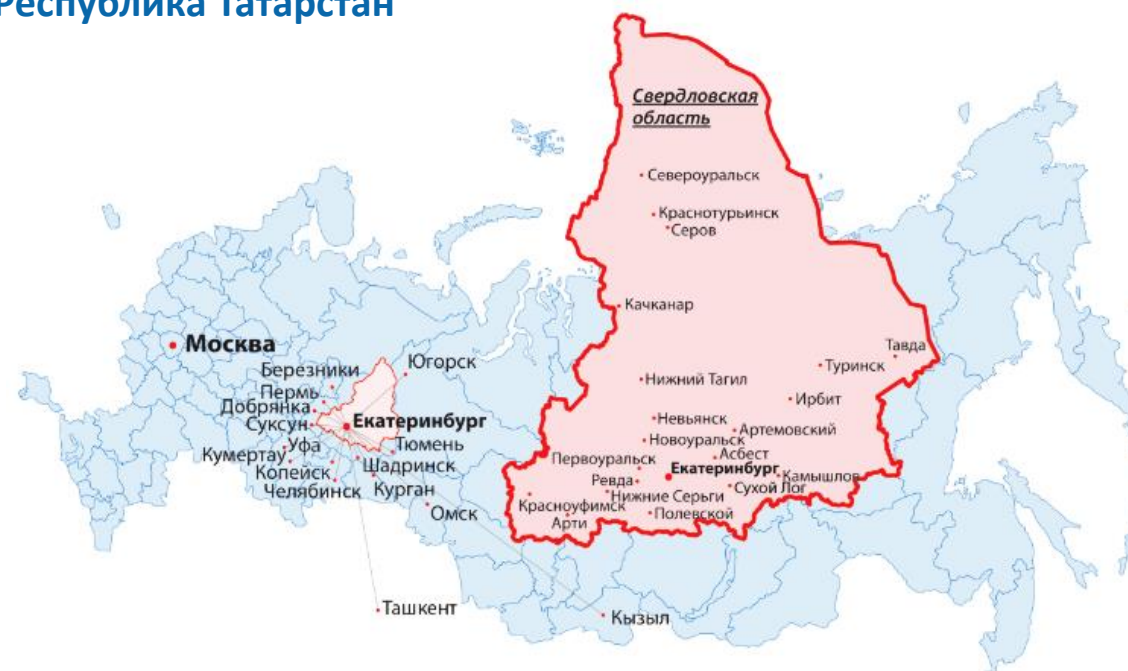 Республика Татарстан
Свердловская
область
Североуральск
Краснотурьинск
Серов
Качканар
Тавда
Туринск
Нижний Тагил
Ирбит
Невьянск
Артемовский
Новоуральск
Асбест
Первоуральск
Екатеринбург
Камышлов
Ревда
Сухой Лог
Нижние Серьги
Красноуфимск
Полевской
Арти
Москва
Югорск
Березники
Пермь
Добрянка
Екатеринбург
Суксун
Тюмень
Уфа
Кумертау
Шадринск
Копейск
Челябинск
Курган
Омск
Ташкент
Кызыл